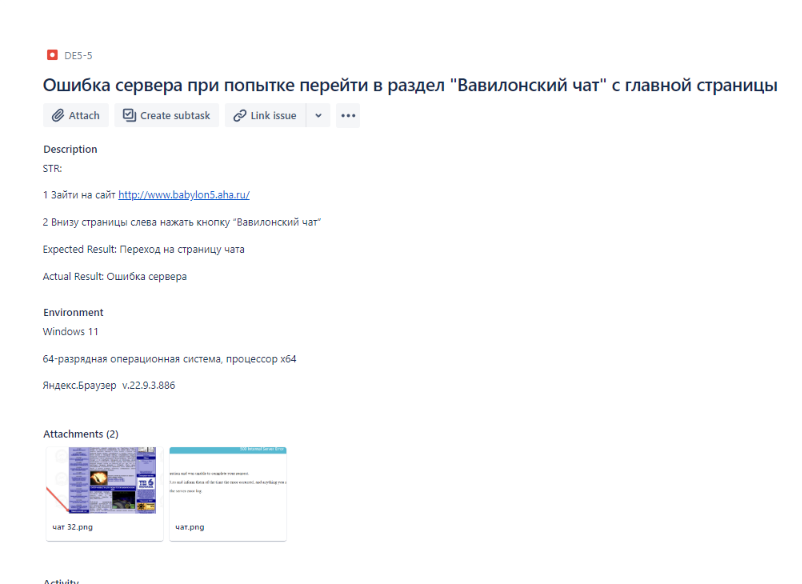 DE5-5
Ошибка сервера при попытке перейти в раздел "Вавилонский чат" с главной страницы
Attach
Create subtask
Link issue
Description
STR:
1 Зайти на сайт http://www.babylon5.aha.ru/
2 Внизу страницы слева нажать кнопку “Вавилонский чат”
Expected Result: Переход на страницу чата
Actual Result: Ошибка сервера
Environment
Windows 11
64-разрядная операционная система, процессор x64
Яндекс.Браузер v.22.9.3.886
Attachments (2)
чат 32.png
чат.png
Activity